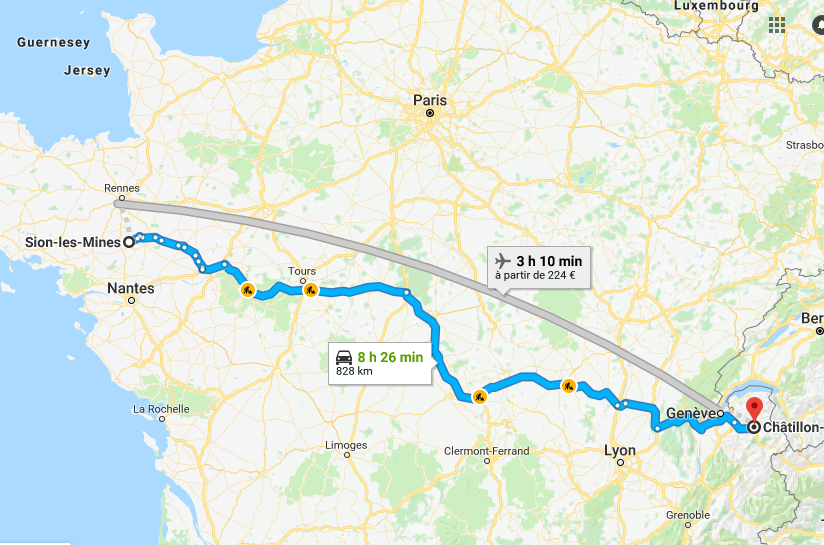 Luxembourg
Guernesey
Jersey
Paris
Strasbo
Rennes
Sion-les-Mines
3 h 10 min
à partir de 224 €
Tours
Nantes
Ber
8 h 26 min
828 km
La Rochelle
Genève
Châtillon-
Limoges
Clermont-Ferrand
Lyon
Grenoble